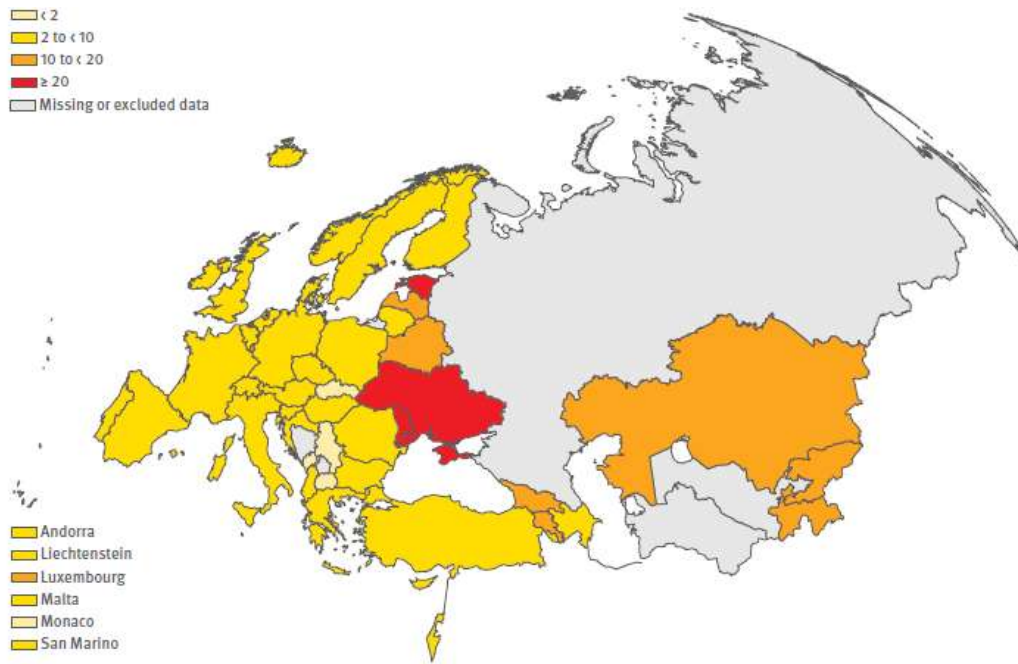 < 2
2 to < 10
10 to < 20
≥ 20
Missing or excluded data
Andorra
Liechtenstein
Luxembourg
Malta
Monaco
San Marino